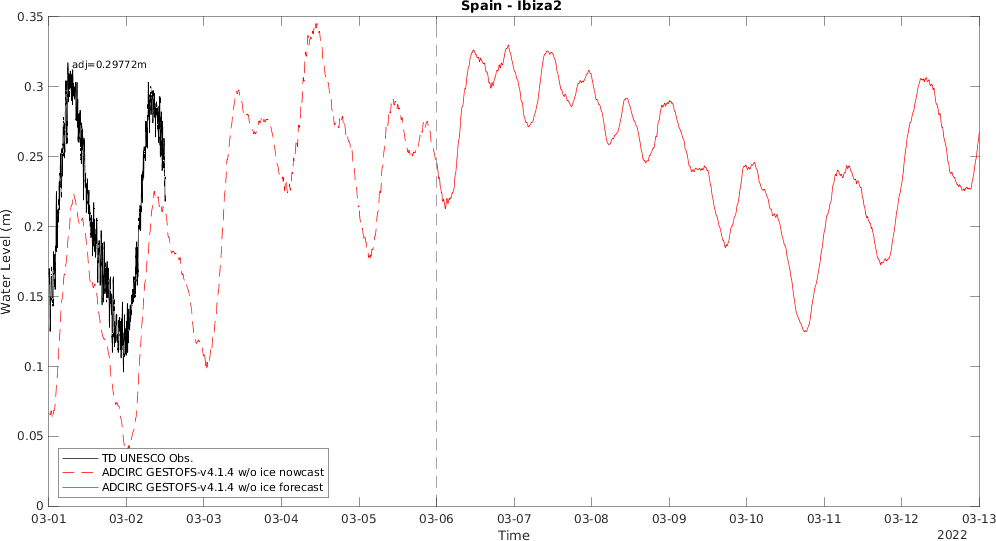 Spain - Ibiza2
0.35
0.3
0.25
0.2
0.15
0.1
0.05
0
Water Level (m)
adj=0.29772m
TD UNESCO Obs.
ADCIRC GESTOFS-v4.1.4 w/o ice nowcast
ADCIRC GESTOFS-v4.1.4 w/o ice forecast
03-01 03-02 03-03 03-04 03-05 03-06 03-07 03-08 03-09 03-10 03-11 03-12 03-13
Time
2022